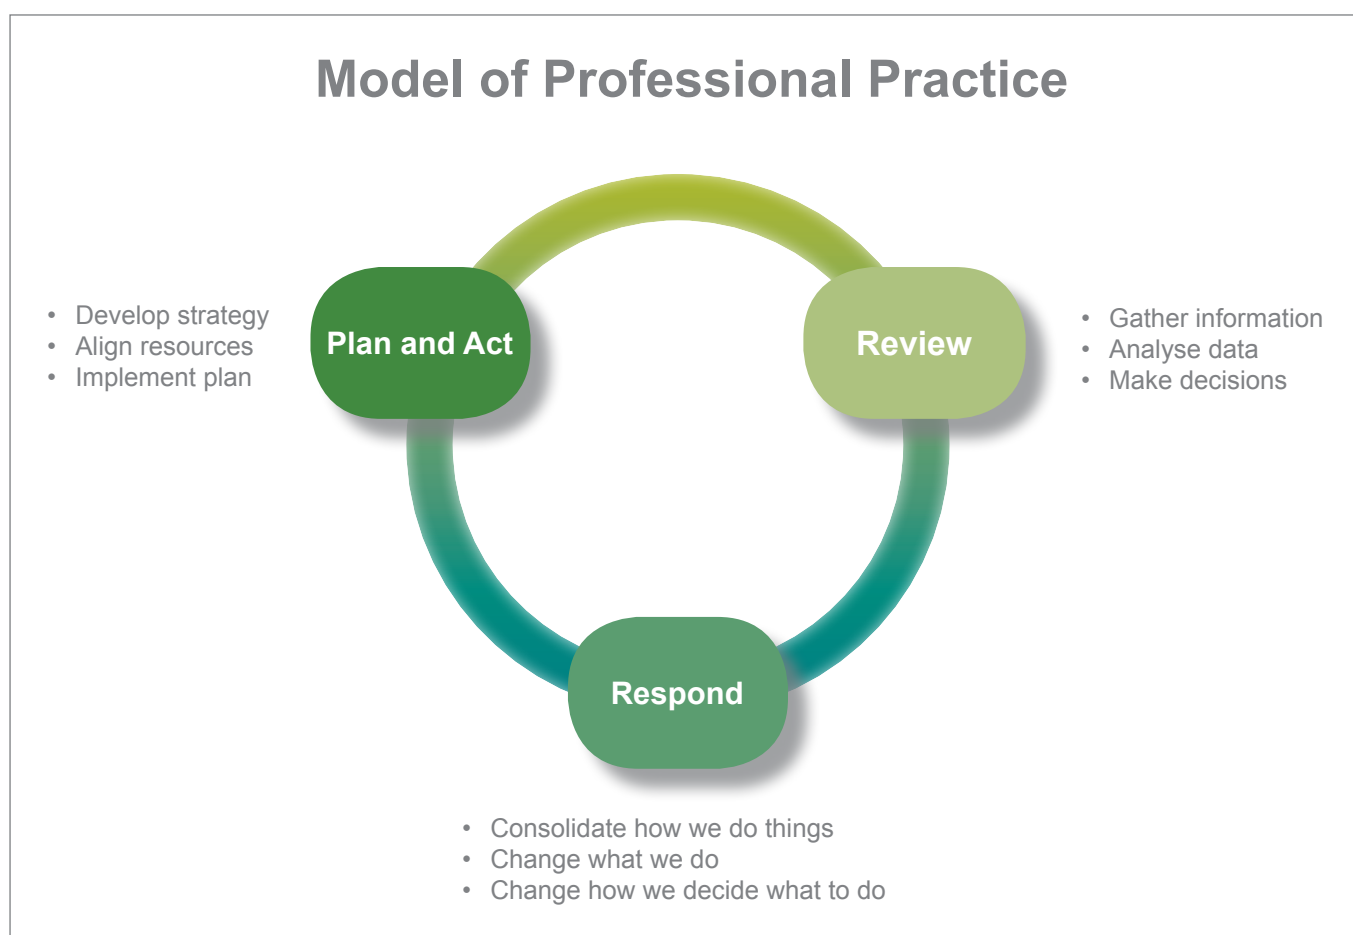 Model of Professional Practice
Plan and Act
• Develop strategy
• Align resources
• Implement plan
Review
• Gather information
• Analyse data
• Make decisions
Respond
• Consolidate how we do things
• Change what we do
• Change how we decide what to do